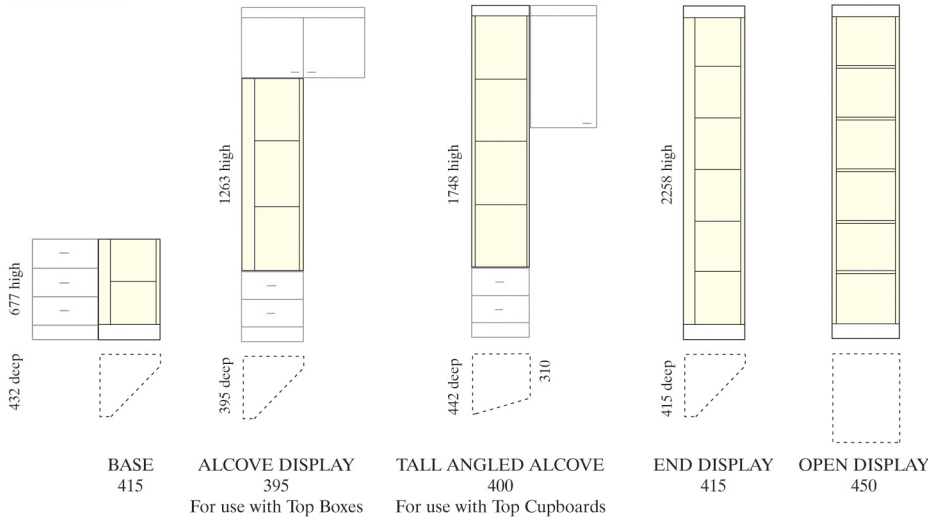 677 high
432 deep
BASE
415
1263 high
395 deep
ALCOVE DISPLAY
395
For use with Top Boxes
1748 high
442 deep
310
TALL ANGLED ALCOVE
400
For use with Top Cupboards
2258 high
415 deep
END DISPLAY
415
OPEN DISPLAY
450